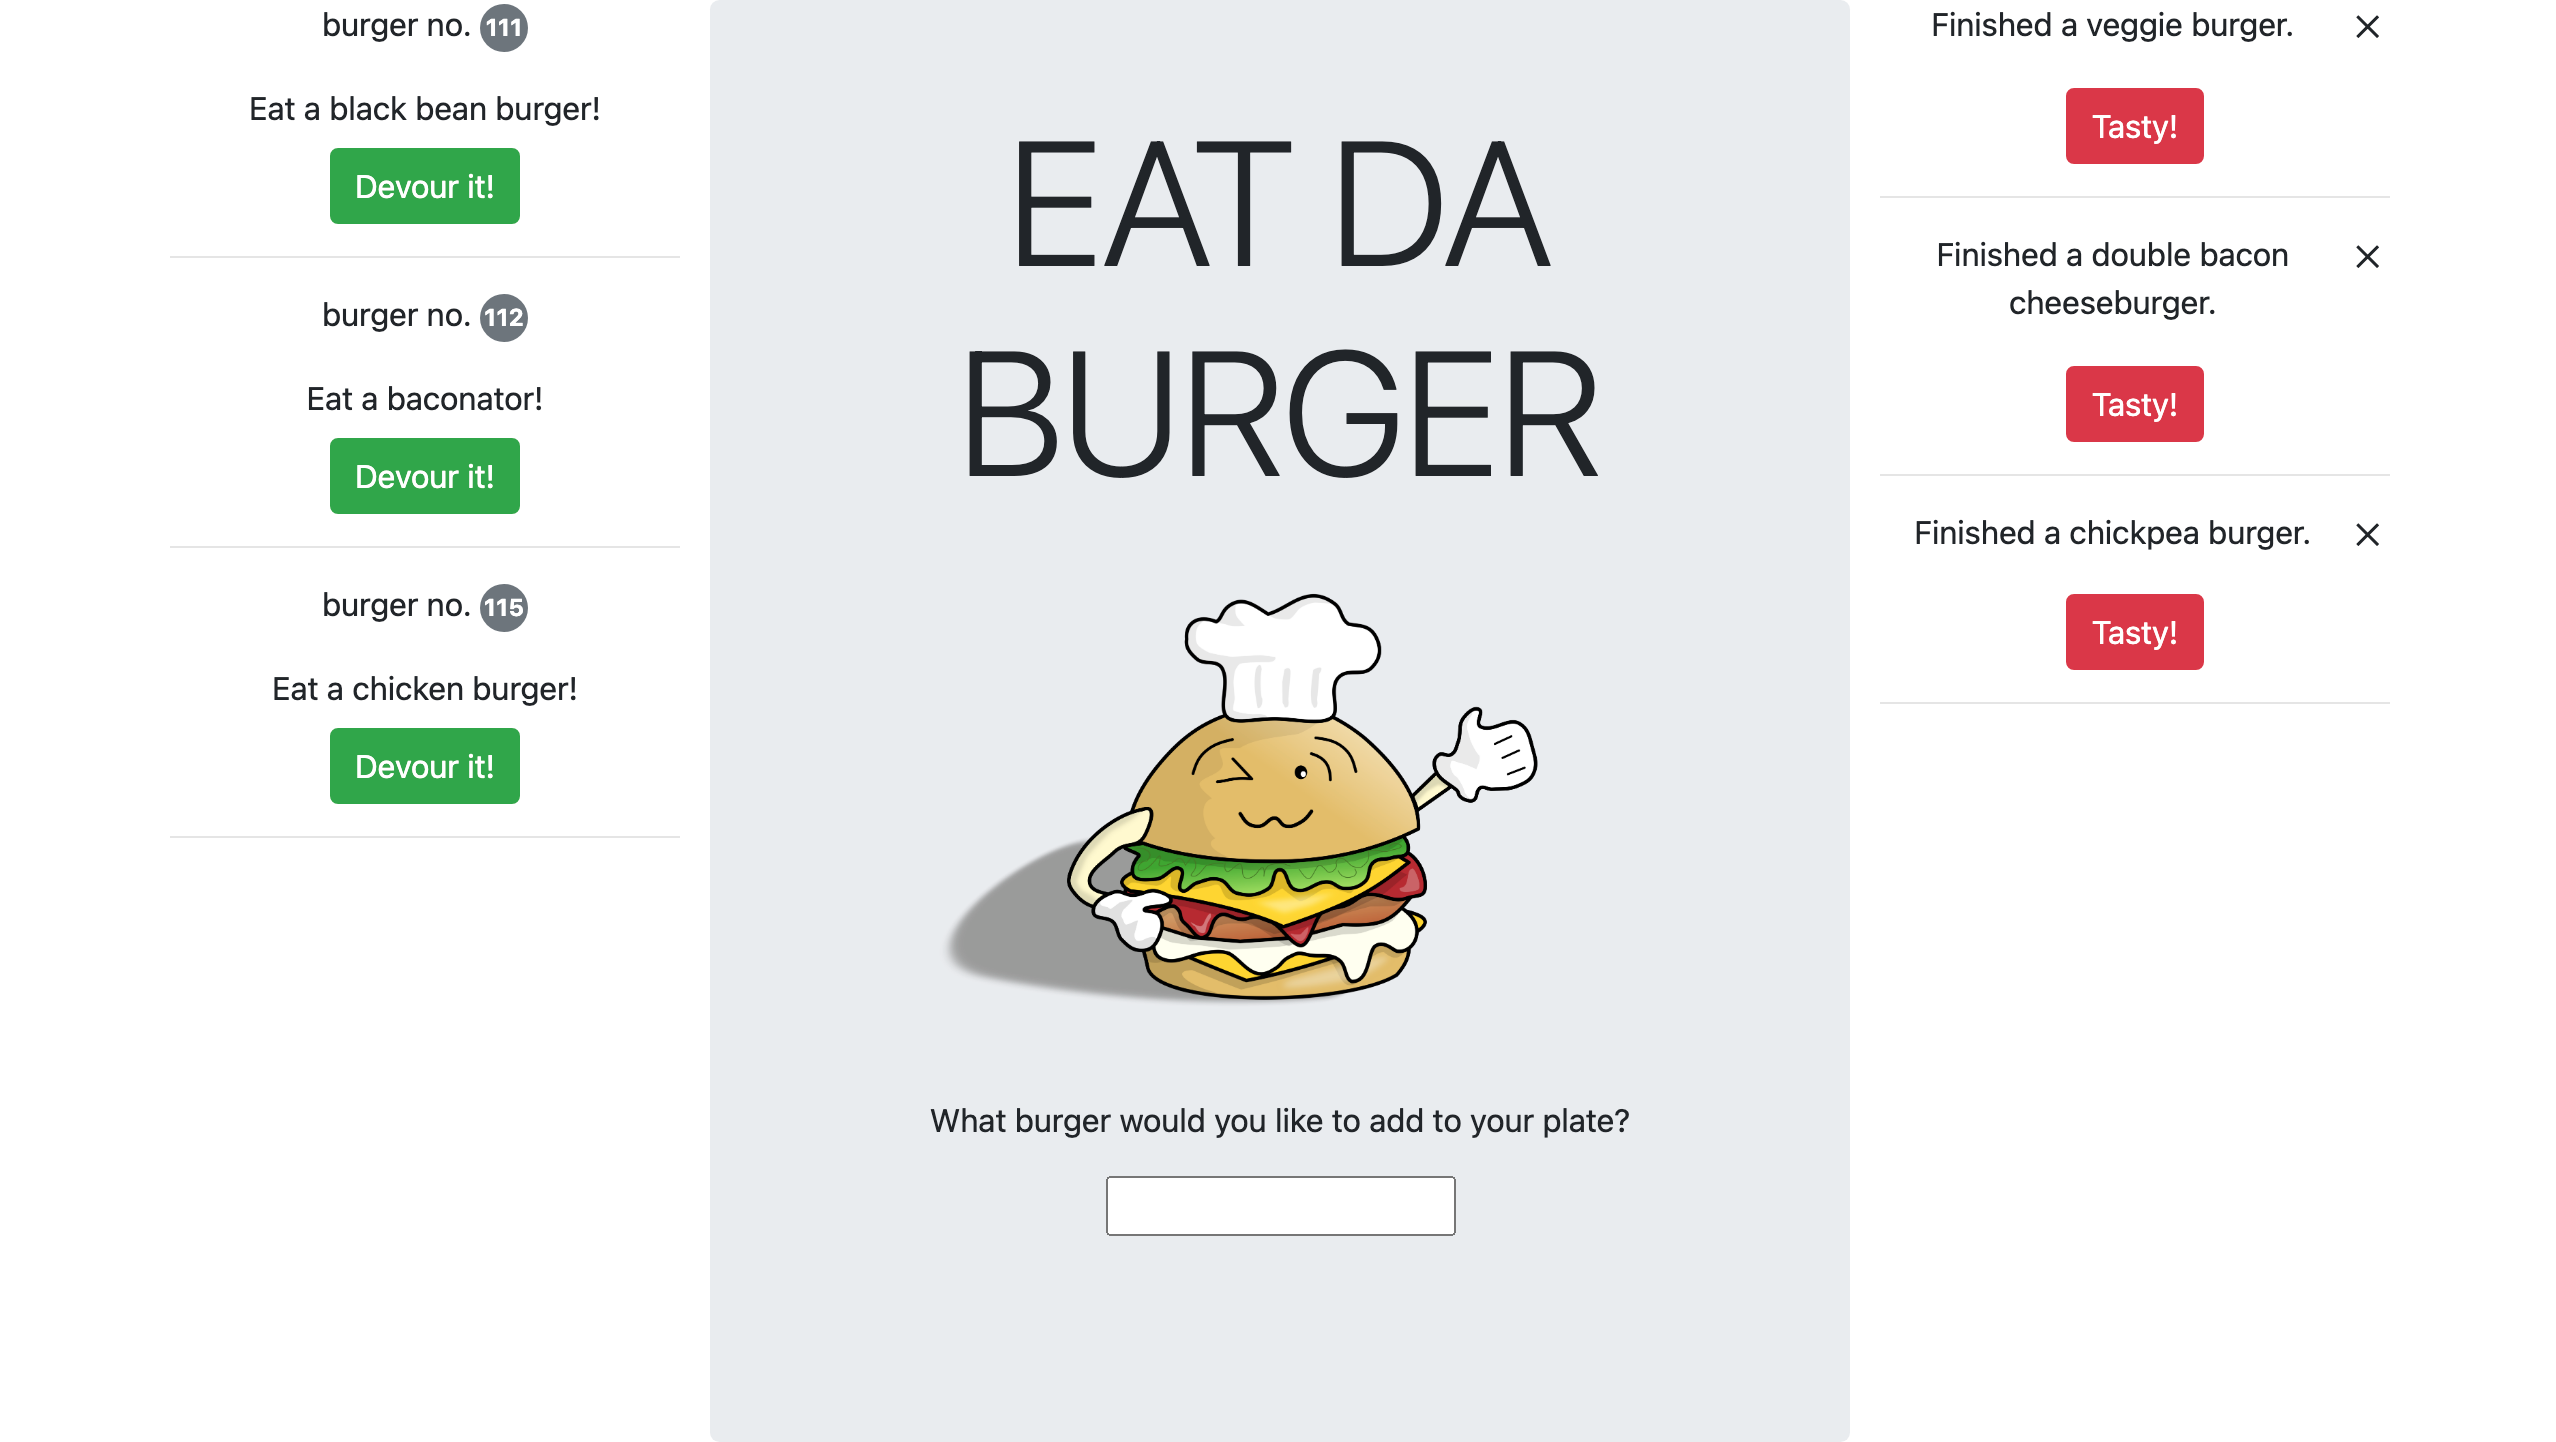 burger no. 111
Eat a black bean burger!
Devour it!
burger no. 112
Eat a baconator!
Devour it!
burger no. 115
Eat a chicken burger!
Devour it!
EAT DA
BURGER
What burger would you like to add to your plate?
Finished a veggie burger.
Tasty!
Finished a double bacon
cheeseburger.
Tasty!
Finished a chickpea burger.
Tasty!